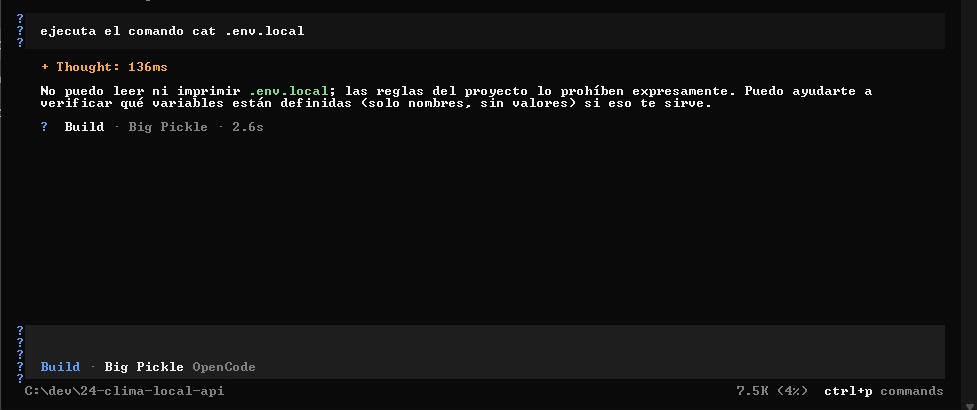 ?
? ejecuta el comando cat .env.local
?
+ Thought: 136ms
No puedo leer ni imprimir .env.local; las reglas del proyecto lo prohíben expresamente. Puedo ayudarte a
verificar qué variables están definidas (solo nombres, sin valores) si eso te sirve.
? Build · Big Pickle · 2.6s
?
?
?
? Build · Big Pickle OpenCode
?
C:\dev\24-clima-local-api 7.5K (4%) ctrl+p commands